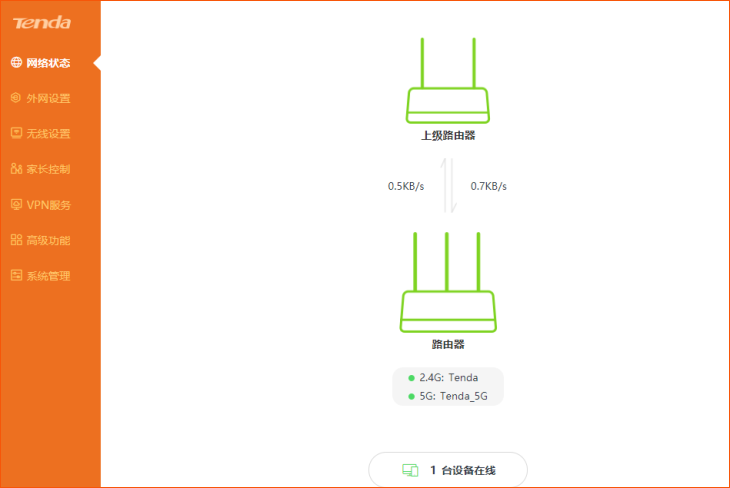 Tenda
网络状态
外网设置
无线设置
家长控制
VPN服务
高级功能
系统管理
上级路由器
0.5KB/s 0.7KB/s
路由器
2.4G: Tenda
5G: Tenda_5G
1 台设备在线